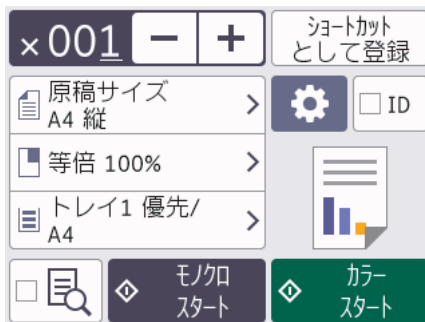 ×001
ショートカット
として登録
原稿サイズ
A4 縦
ID
等倍 100%
トレイ1 優先/
A4
モノクロ
スタート
カラー
スタート